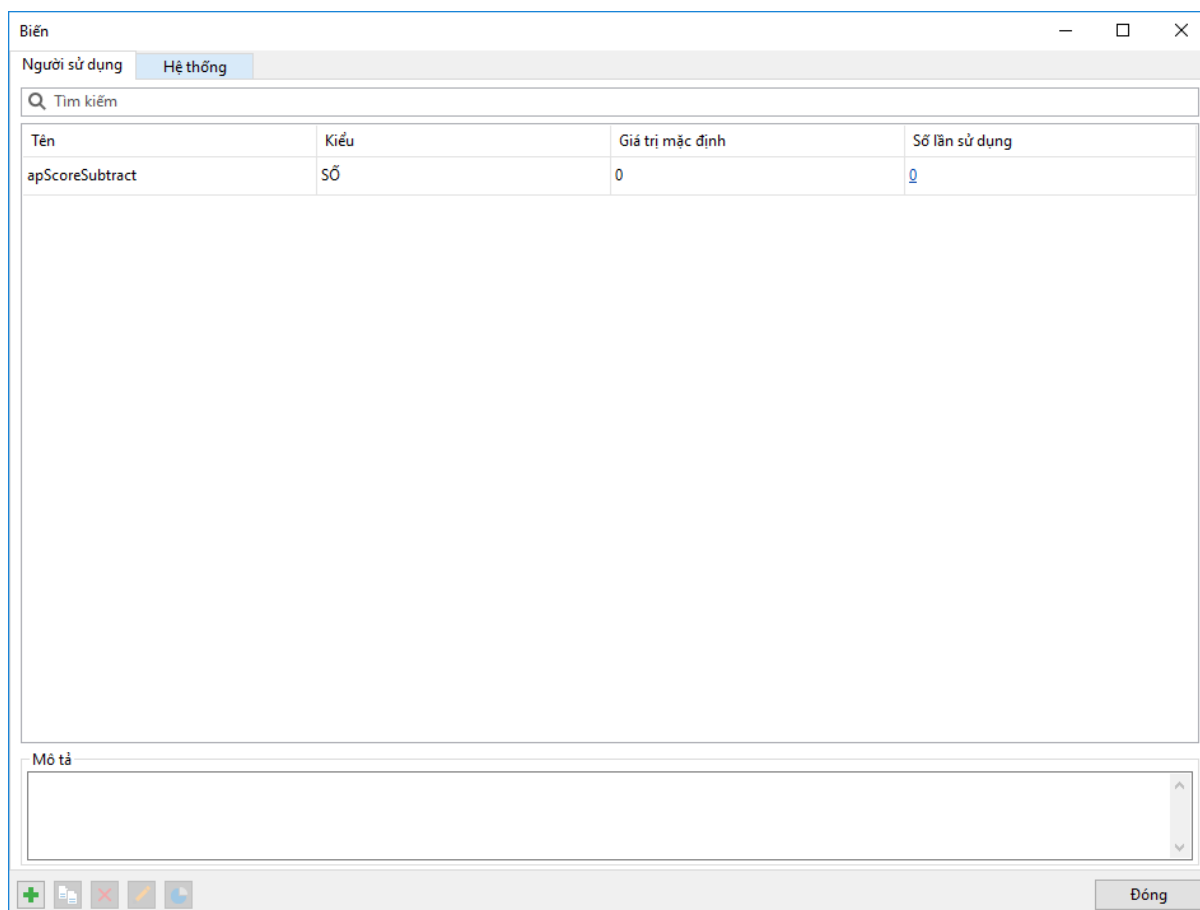 Biến
Người sử dụng Hệ thống
Tìm kiếm
Tên Kiểu Giá trị mặc định Số lần sử dụng
apScoreSubtract SỐ 0 0
Mô tả
Đóng